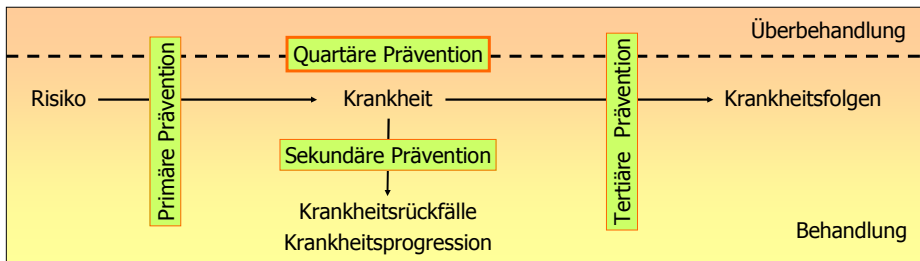 Überbehandlung
Quartäre Prävention
Risiko
Primäre Prävention
Krankheit
Tertiäre Prävention
Krankheitsfolgen
Sekundäre Prävention
Krankheitsrückfälle
Krankheitsprogression
Behandlung